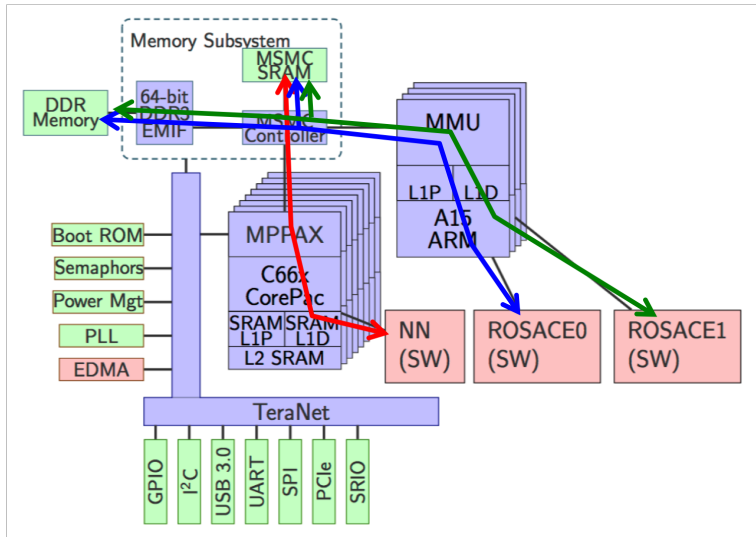 Memory Subsystem
MSMC
SRAM
DDR
Memory
64-bit
DDR3
EMIF
MSMC
Controller
MMU
L1P
L1D
A15
ARM
Boot ROM
Semaphors
Power Mgt
PLL
EDMA
MPPAX
C66x
CorePac
SRAM
L1P
SRAM
L1D
L2 SRAM
NN
(SW)
ROSACE0
(SW)
ROSACE1
(SW)
TeraNet
GPIO
I²C
USB 3.0
UART
SPI
PCIe
SRIO